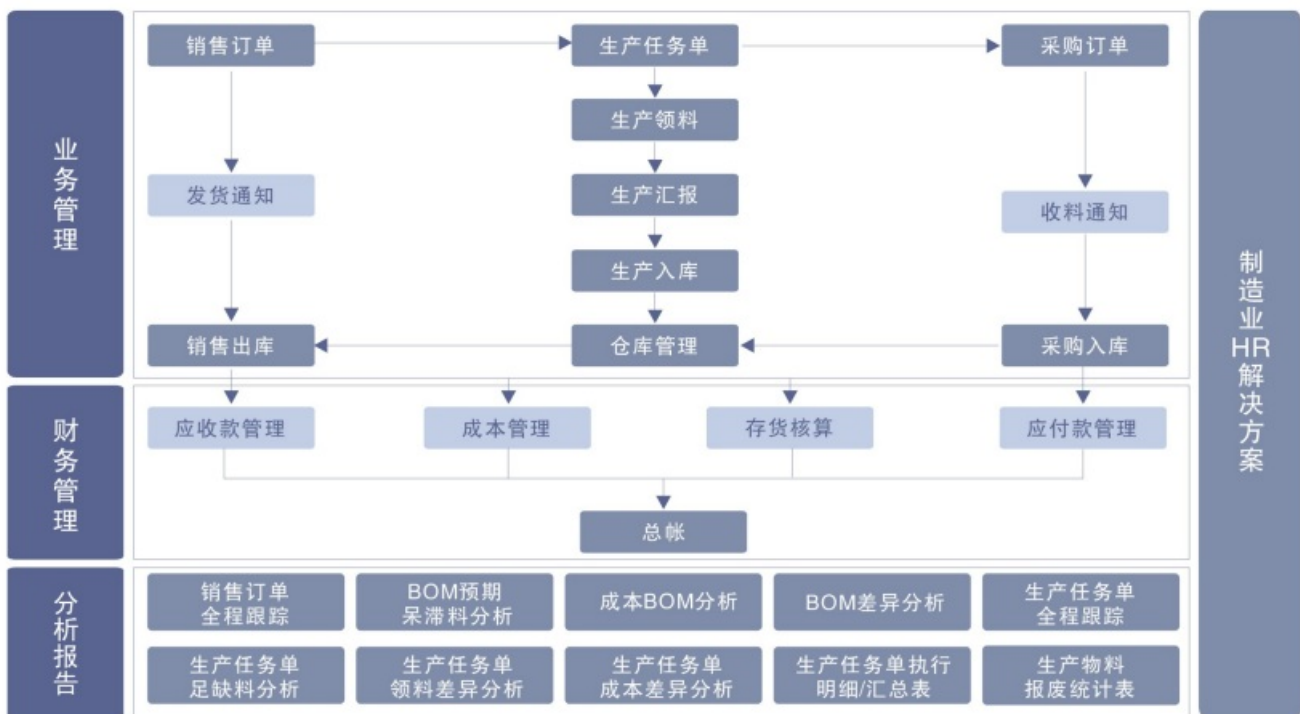 业务管理
销售订单
生产任务单
采购订单
生产领料
发货通知
生产汇报
收料通知
生产入库
销售出库
仓库管理
采购入库
财务管理
应收款管理
成本管理
存货核算
应付款管理
总帐
分析报告
销售订单
全程跟踪
BOM预期
呆滞料分析
成本BOM分析
BOM差异分析
生产任务单
全程跟踪
生产任务单
足缺料分析
生产任务单
领料差异分析
生产任务单
成本差异分析
生产任务单执行
明细/汇总表
生产物料
报废统计表
制造业HR解决方案